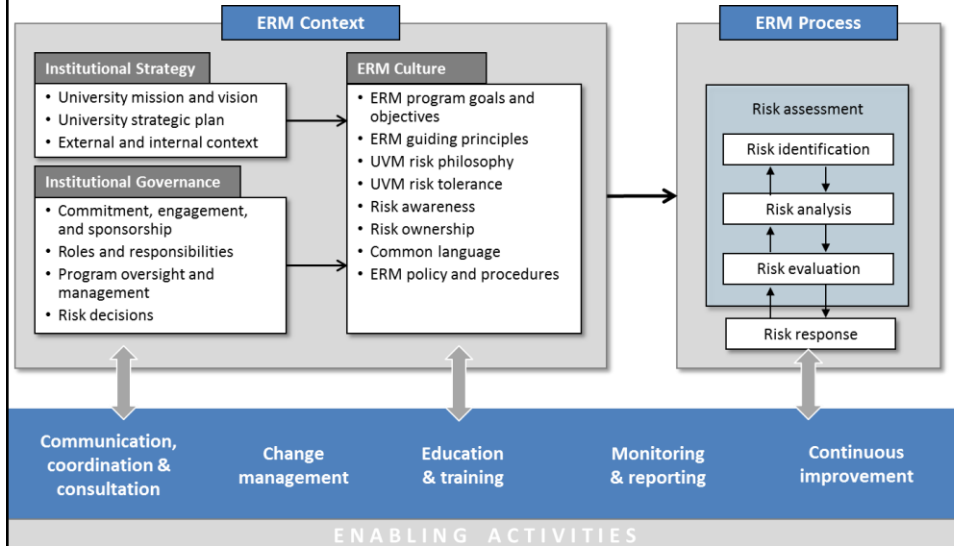 ERM Context
Institutional Strategy
• University mission and vision
• University strategic plan
• External and internal context
Institutional Governance
• Commitment, engagement,
and sponsorship
• Roles and responsibilities
• Program oversight and
management
• Risk decisions
ERM Culture
• ERM program goals and
objectives
• ERM guiding principles
• UVM risk philosophy
• UVM risk tolerance
• Risk awareness
• Risk ownership
• Common language
• ERM policy and procedures
ERM Process
Risk assessment
Risk identification
Risk analysis
Risk evaluation
Risk response
Communication,
coordination &
consultation
Change
management
Education
& training
Monitoring
& reporting
Continuous
improvement
ENABLING ACTIVITIES